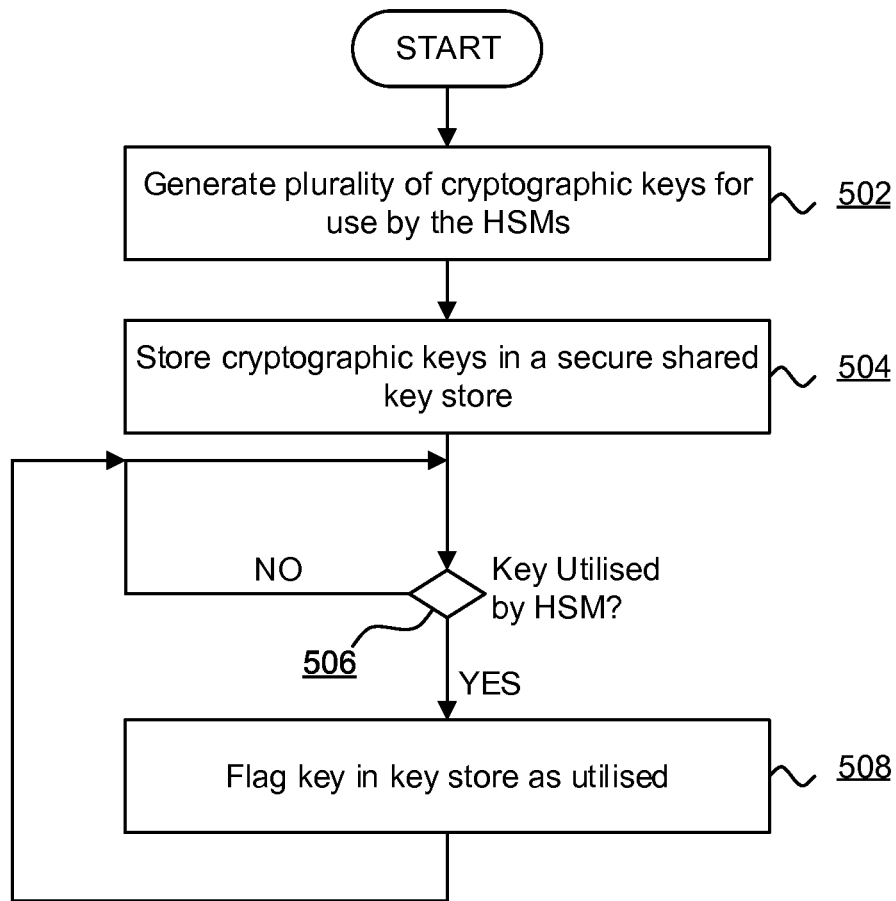 START
Generate plurality of cryptographic keys for
use by the HSMs
502
Store cryptographic keys in a secure shared
key store
504
NO
Key Utilised
by HSM?
506
YES
Flag key in key store as utilised
508